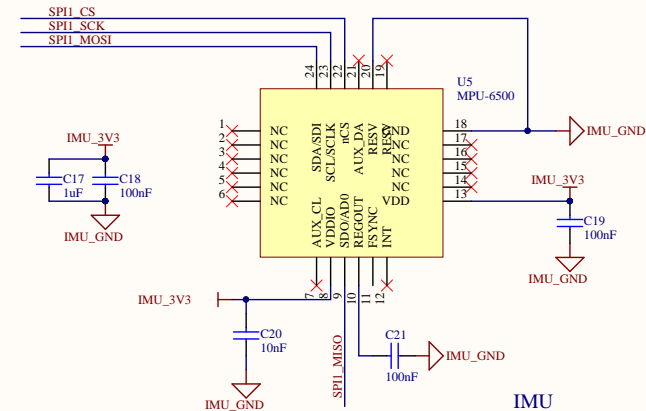 SPI1_CS
SPI1_SCK
SPI1_MOSI
24
23
22
21
20
19
U5
MPU-6500
SDA/SDI
SCL/SCLK
nCS
AUX_DA
RESV
RESV
1 NC
2 NC
3 NC
4 NC
5 NC
6 NC
GND 18
NC 17
NC 16
NC 15
NC 14
VDD 13
IMU_GND
IMU_3V3
C17
1uF
C18
100nF
IMU_GND
IMU_3V3
C19
100nF
IMU_GND
AUX_CL
VDDIO
SDO/AD0
REGOUT
FSYNC
INT
7
8
9
10
11
12
IMU_3V3
C20
10nF
IMU_GND
SPI1_MISO
C21
100nF
IMU_GND
IMU